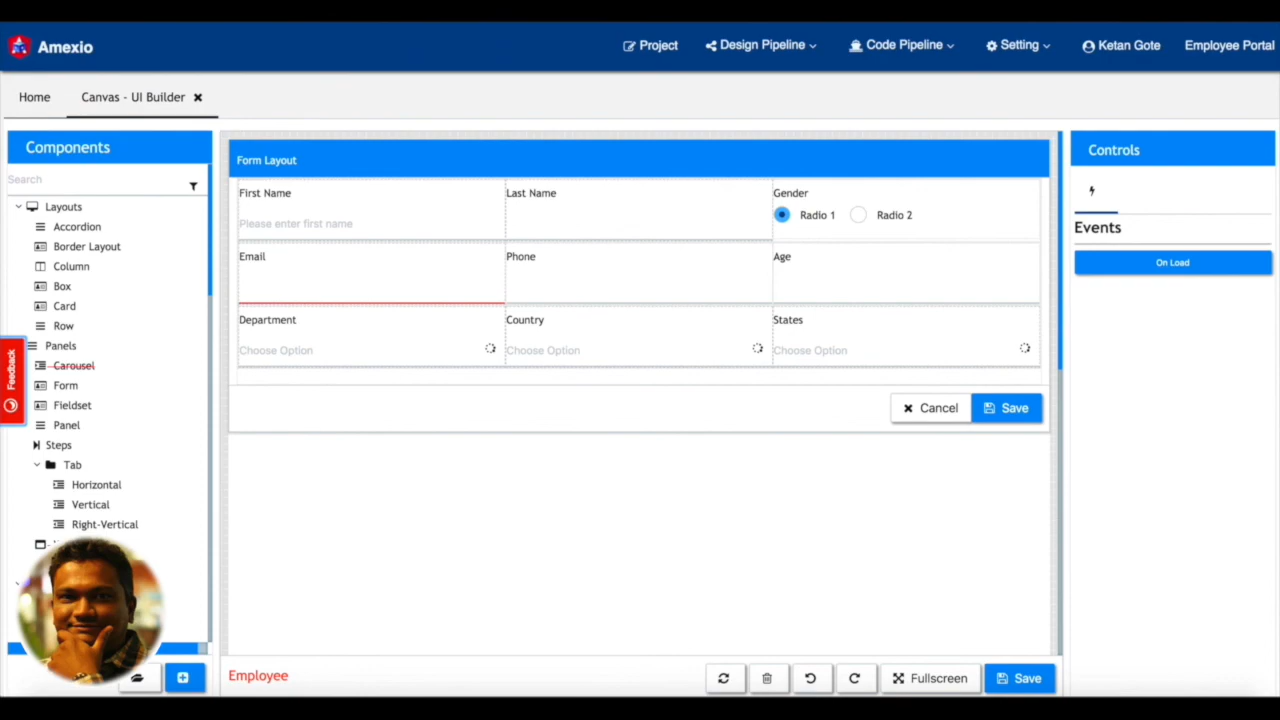 Amexio
Project
Design Pipeline
Code Pipeline
Setting
Ketan Gote
Employee Portal
Home
Canvas - UI Builder
Components
Search
Layouts
Accordion
Border Layout
Column
Box
Card
Row
Panels
Carousel
Form
Fieldset
Panel
Steps
Tab
Horizontal
Vertical
Right-Vertical
Feedback
Form Layout
First Name
Last Name
Gender
Please enter first name
Radio 1
Radio 2
Email
Phone
Age
Department
Country
States
Choose Option
Choose Option
Choose Option
Cancel
Save
Employee
Fullscreen
Save
Controls
Events
On Load